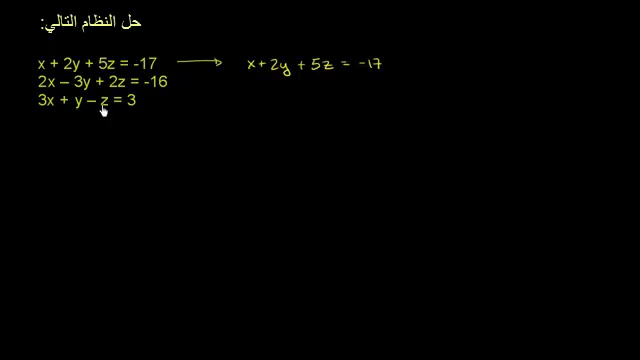 حل النظام التالي:
x + 2y + 5z = -17
x + 2y + 5z = -17
2x – 3y + 2z = -16
3x + y – z = 3